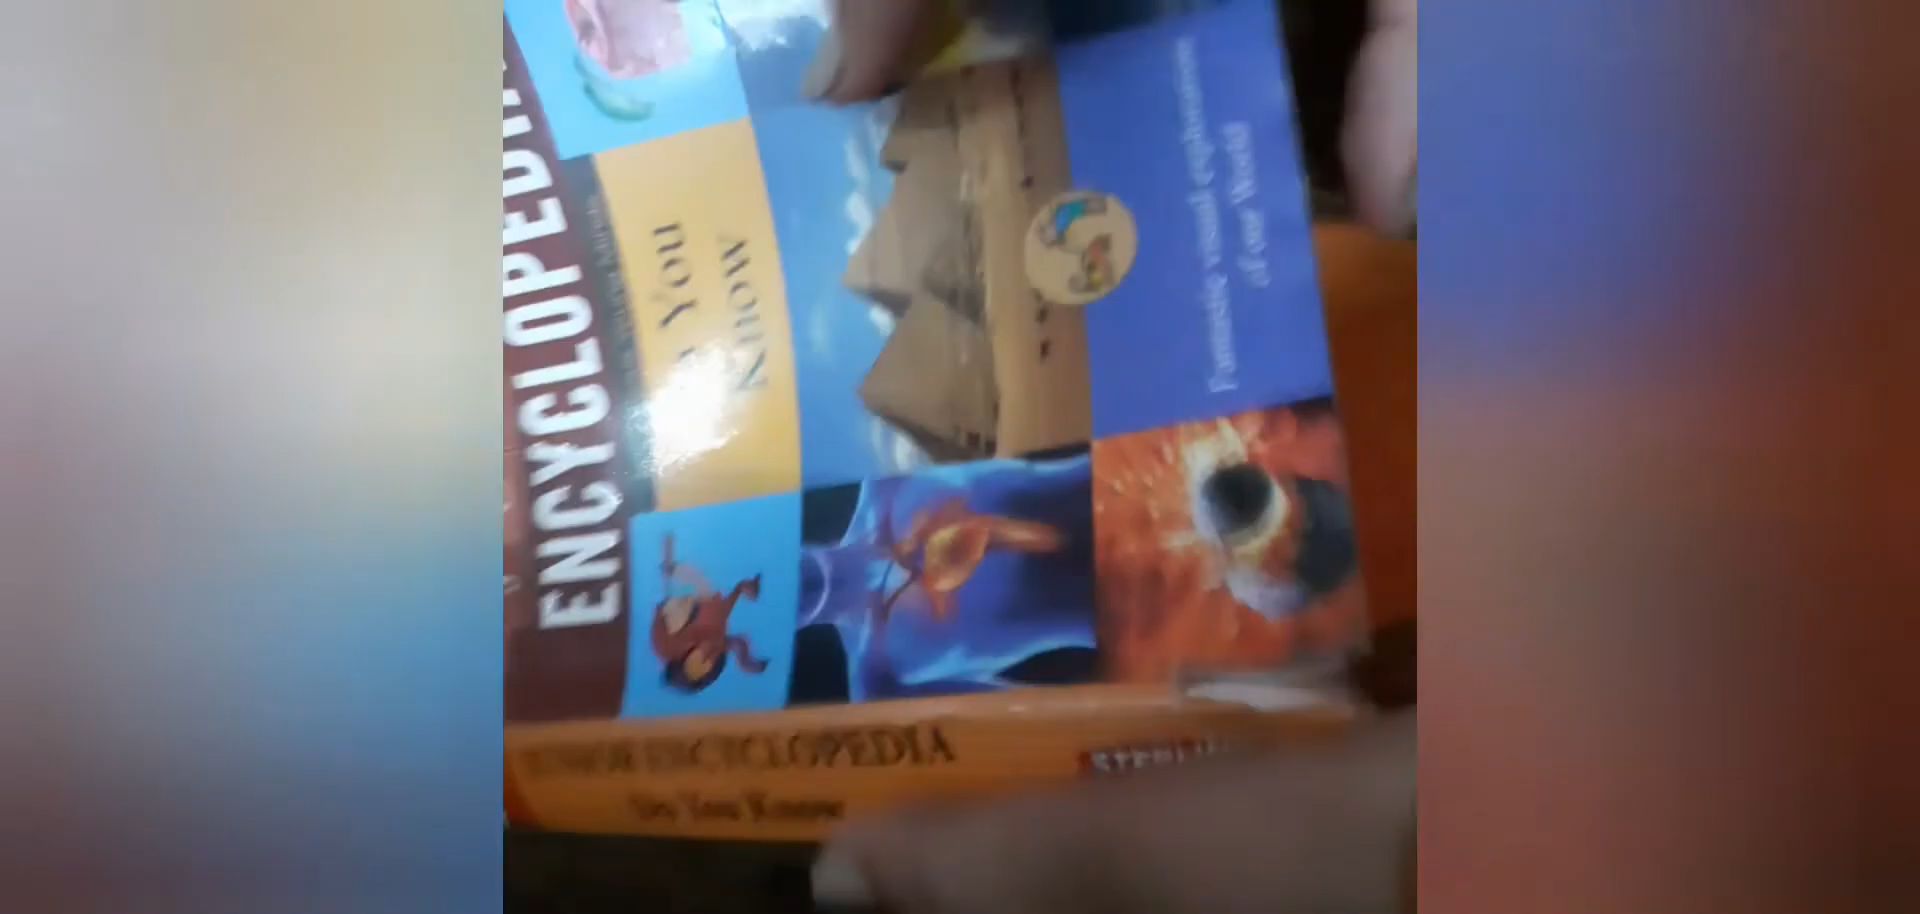 ENCYCLOPEDIA
You
Know
Fantastic visual exploration
of our World
JUNIOR ENCYCLOPEDIA
Do You Know